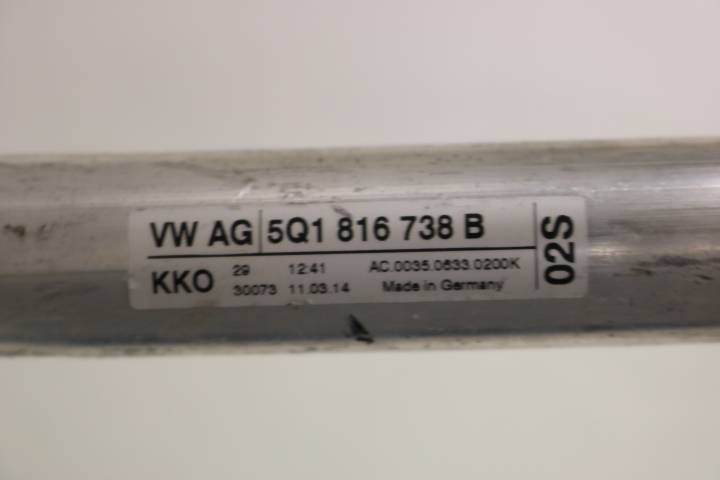 VW AG 5Q1 816 738 B
KKO 29 12:41 AC.0035.0633.0200K
30073 11.03.14 Made in Germany
02S